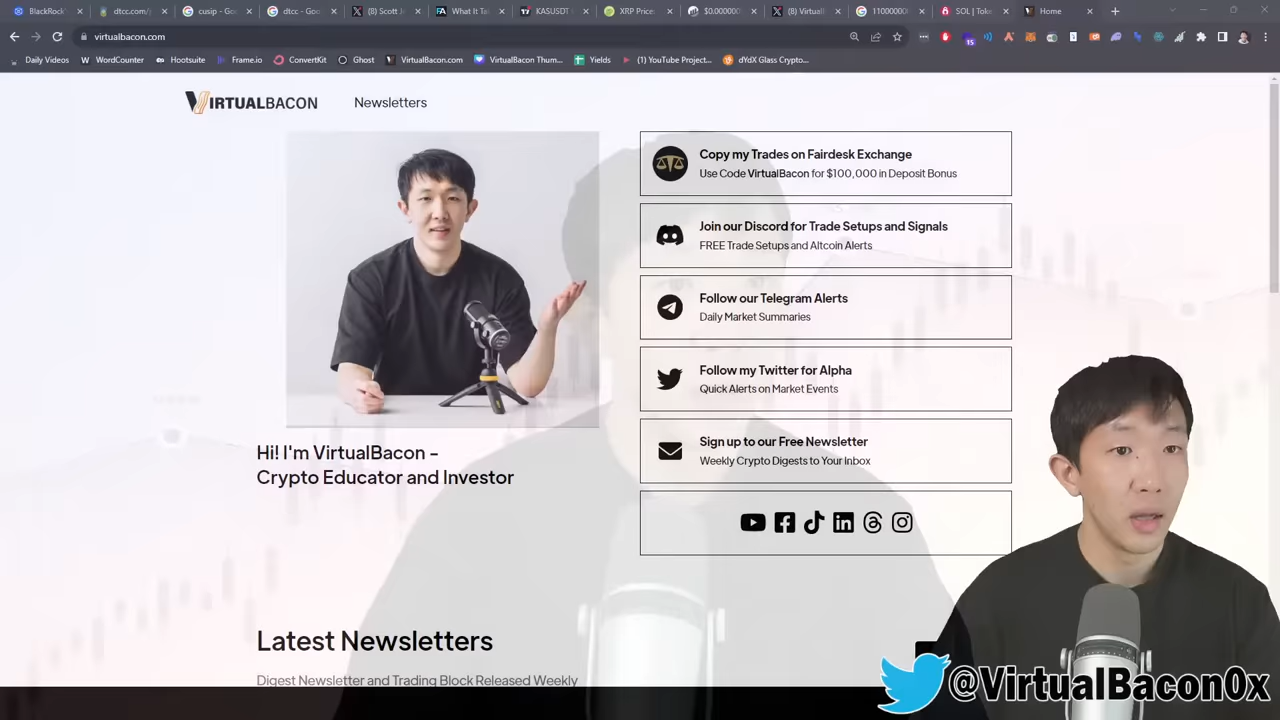 BlackRock
cusip - Go
dtcc - Goo
(8) Scott J
What It Ta
KASUSDT
XRP Price:
$0.000000
(8) Virtuall
110000000
SOL | Toke
Home
virtualbacon.com
Daily Videos
WordCounter
Hootsuite
Frame.io
ConvertKit
Ghost
VirtualBacon.com
VirtualBacon Thum...
Yields
(1) YouTube Project...
dYdX Glass Crypto...
VIRTUALBACON
Newsletters
Copy my Trades on Fairdesk Exchange
Use Code VirtualBacon for $100,000 in Deposit Bonus
Join our Discord for Trade Setups and Signals
FREE Trade Setups and Altcoin Alerts
Follow our Telegram Alerts
Daily Market Summaries
Follow my Twitter for Alpha
Quick Alerts on Market Events
Sign up to our Free Newsletter
Weekly Crypto Digests to Your Inbox
Hi! I'm VirtualBacon –
Crypto Educator and Investor
Latest Newsletters
Digest Newsletter and Trading Block Released Weekly
@VirtualBacon0x